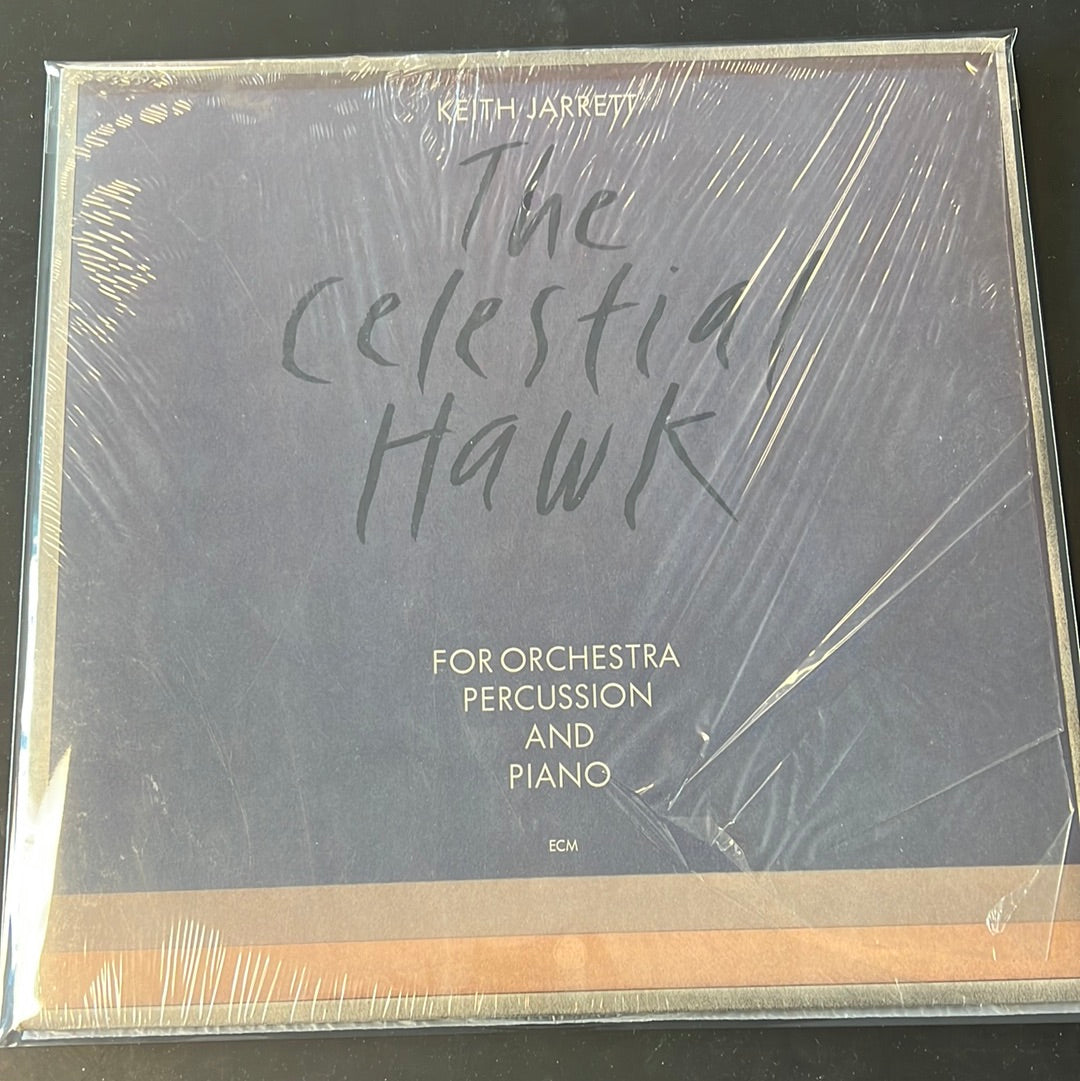 KEITH JARRETT
The
Celestial
Hawk
FOR ORCHESTRA
PERCUSSION
AND
PIANO
ECM